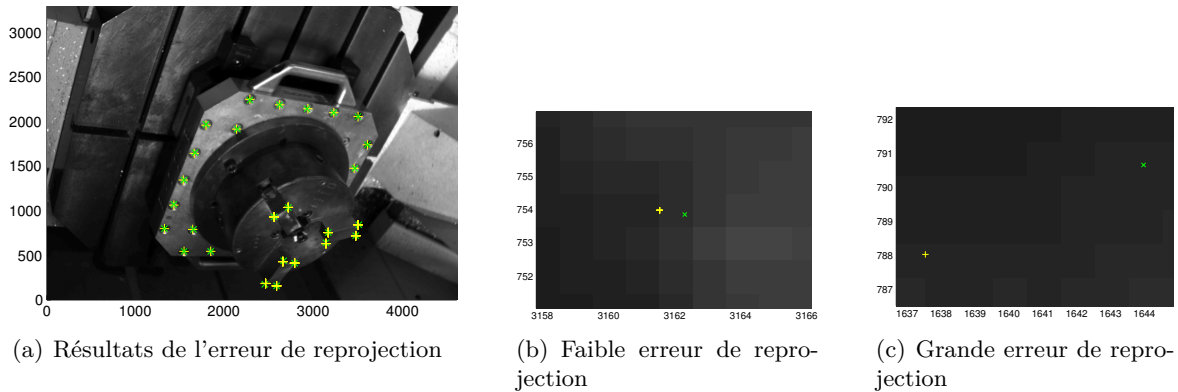 3000
2500
2000
1500
1000
500
0
0 1000 2000 3000 4000
(a) Résultats de l'erreur de reprojection
756
755
754
753
752
3158 3160 3162 3164 3166
(b) Faible erreur de repro-
jection
792
791
790
789
788
787
1637 1638 1639 1640 1641 1642 1643 1644
(c) Grande erreur de repro-
jection